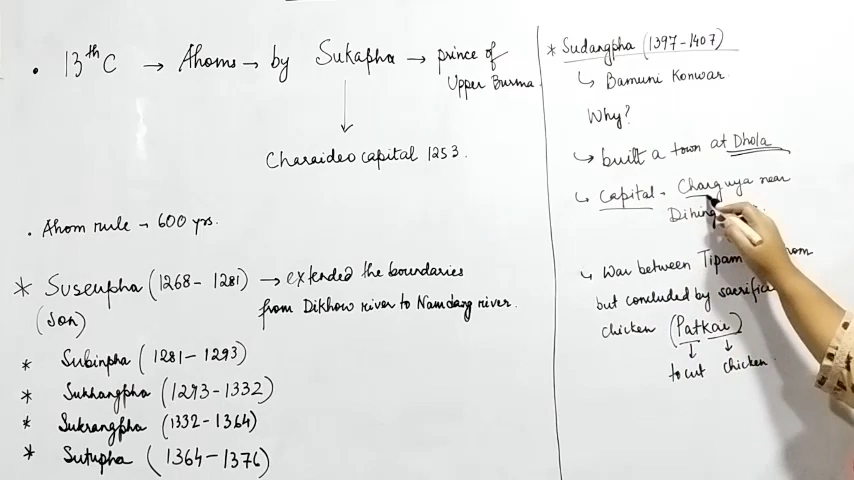 • 13th C → Ahoms → by Sukapha → prince of
Upper Burma.
Charaideo capital 1253.
• Ahom rule → 600 yrs.
* Suseupha (1268 - 1281) → extended the boundaries
(Son) from Dikhow river to Namdang river.
* Subinpha (1281 - 1293)
* Sukhangpha (1293 - 1332)
* Sukrangpha (1332 - 1364)
* Sutupha (1364 - 1376)
* Sudangpha (1397 - 1407)
↳ Bamuni Konwar.
Why?
→ built a town at Dhola
↳ Capital - Charguya near
Dihing
↳ War between Tipam
but concluded by sacrifice
chicken (Patkai)
↓ ↓
to cut chicken.